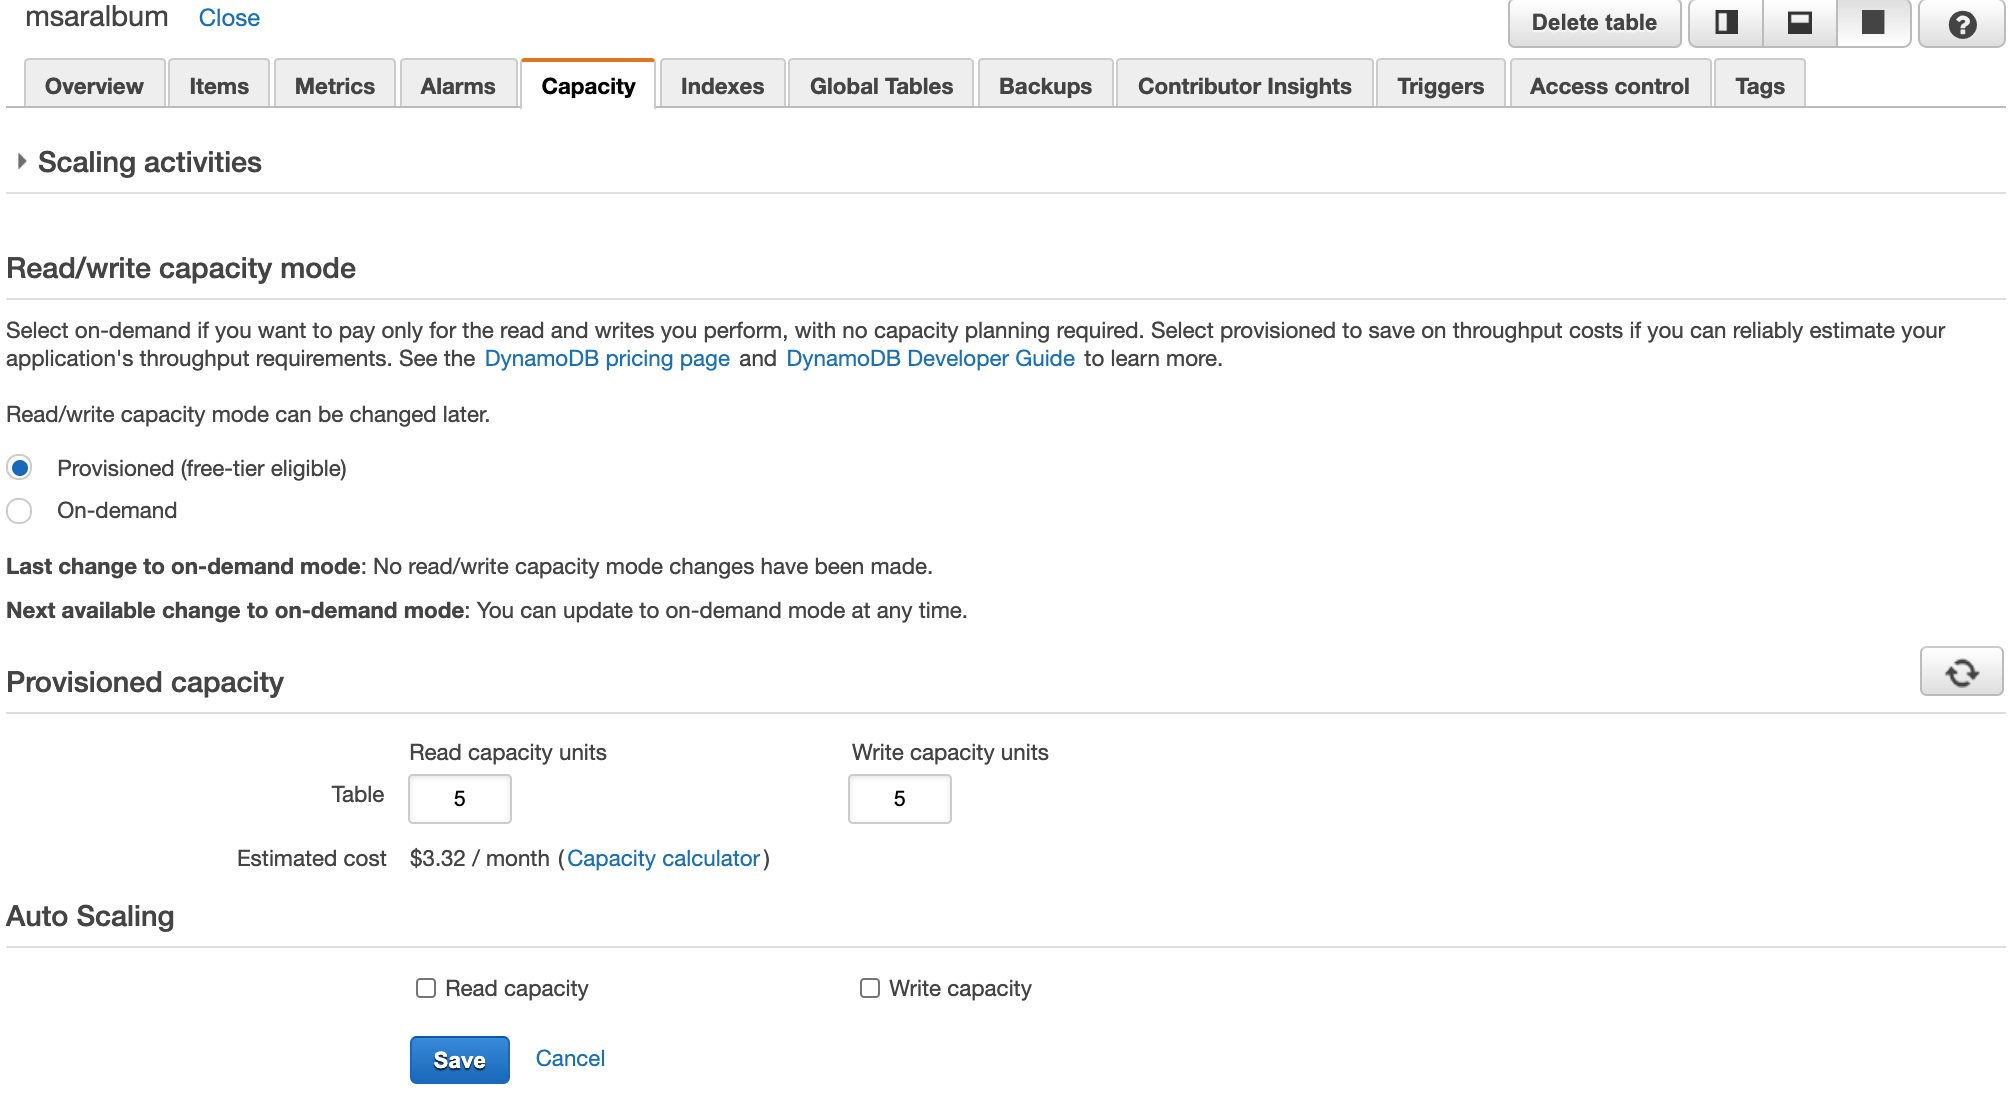 msaralbum Close Delete table
Overview Items Metrics Alarms Capacity Indexes Global Tables Backups Contributor Insights Triggers Access control Tags
Scaling activities
Read/write capacity mode
Select on-demand if you want to pay only for the read and writes you perform, with no capacity planning required. Select provisioned to save on throughput costs if you can reliably estimate your
application's throughput requirements. See the DynamoDB pricing page and DynamoDB Developer Guide to learn more.
Read/write capacity mode can be changed later.
Provisioned (free-tier eligible)
On-demand
Last change to on-demand mode: No read/write capacity mode changes have been made.
Next available change to on-demand mode: You can update to on-demand mode at any time.
Provisioned capacity
Read capacity units Write capacity units
Table 5 5
Estimated cost $3.32 / month (Capacity calculator)
Auto Scaling
Read capacity Write capacity
Save Cancel